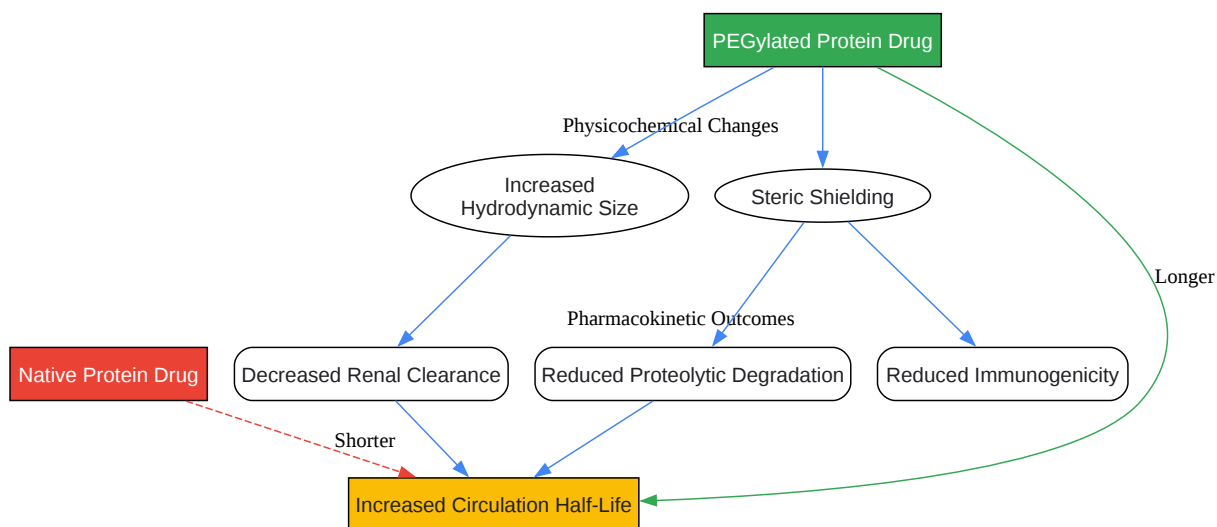 PEGylated Protein Drug
Physicochemical Changes
Increased
Hydrodynamic Size
Steric Shielding
Longer
Pharmacokinetic Outcomes
Native Protein Drug
Decreased Renal Clearance
Reduced Proteolytic Degradation
Reduced Immunogenicity
Shorter
Increased Circulation Half-Life